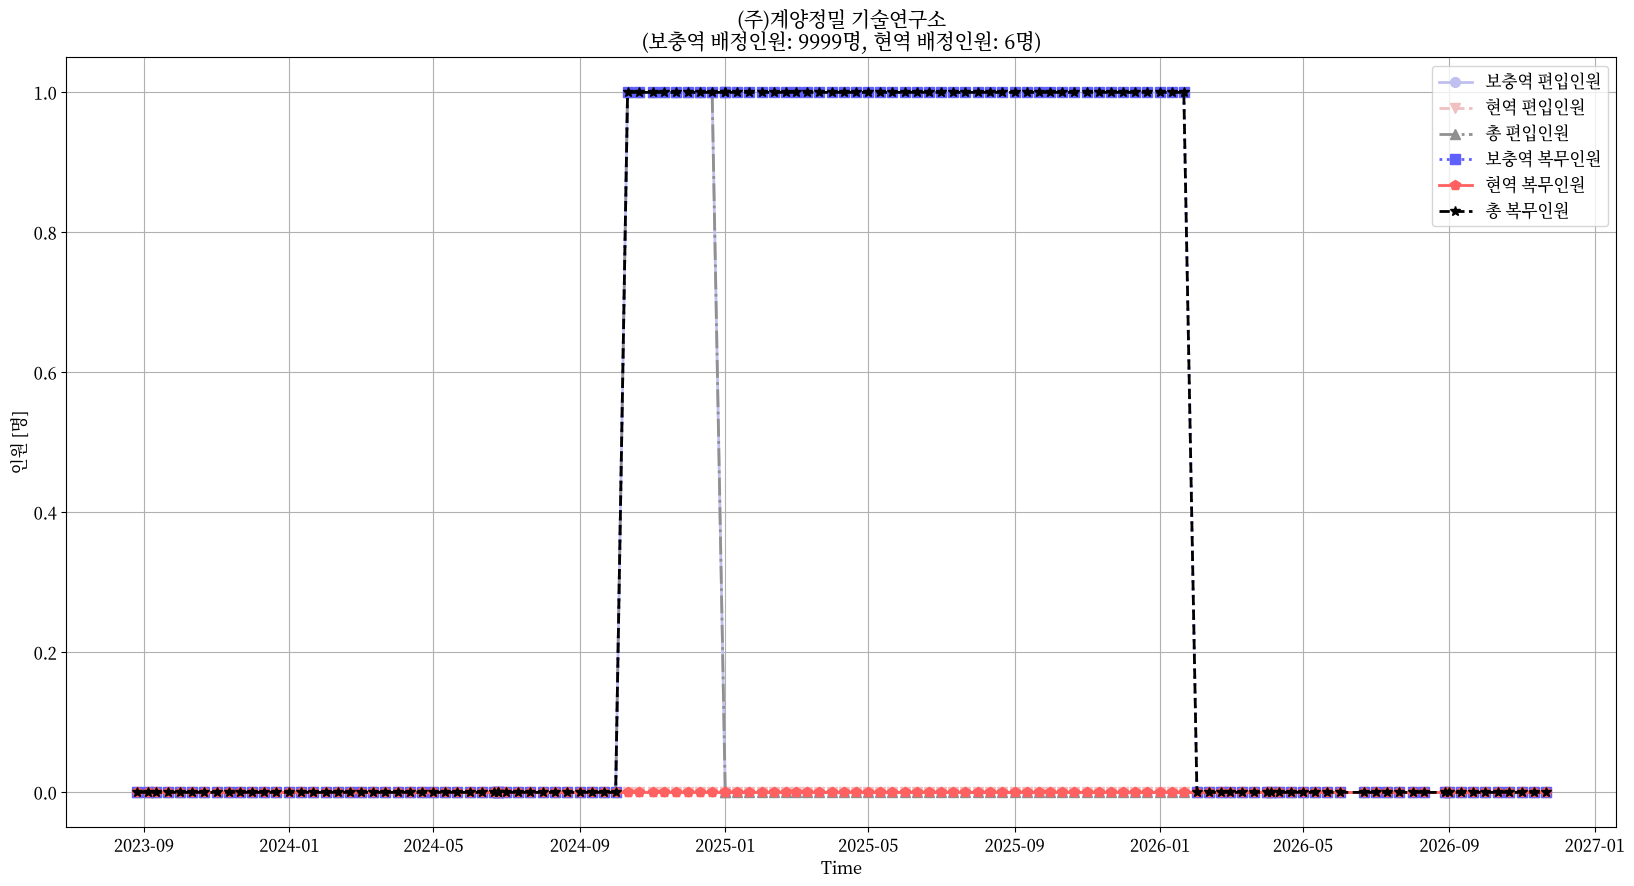 (주)계양정밀 기술연구소
(보충역 배정인원: 9999명, 현역 배정인원: 6명)
보충역 편입인원
현역 편입인원
총 편입인원
보충역 복무인원
현역 복무인원
총 복무인원
인원 [명]
1.0
0.8
0.6
0.4
0.2
0.0
2023-09 2024-01 2024-05 2024-09 2025-01 2025-05 2025-09 2026-01 2026-05 2026-09 2027-01
Time